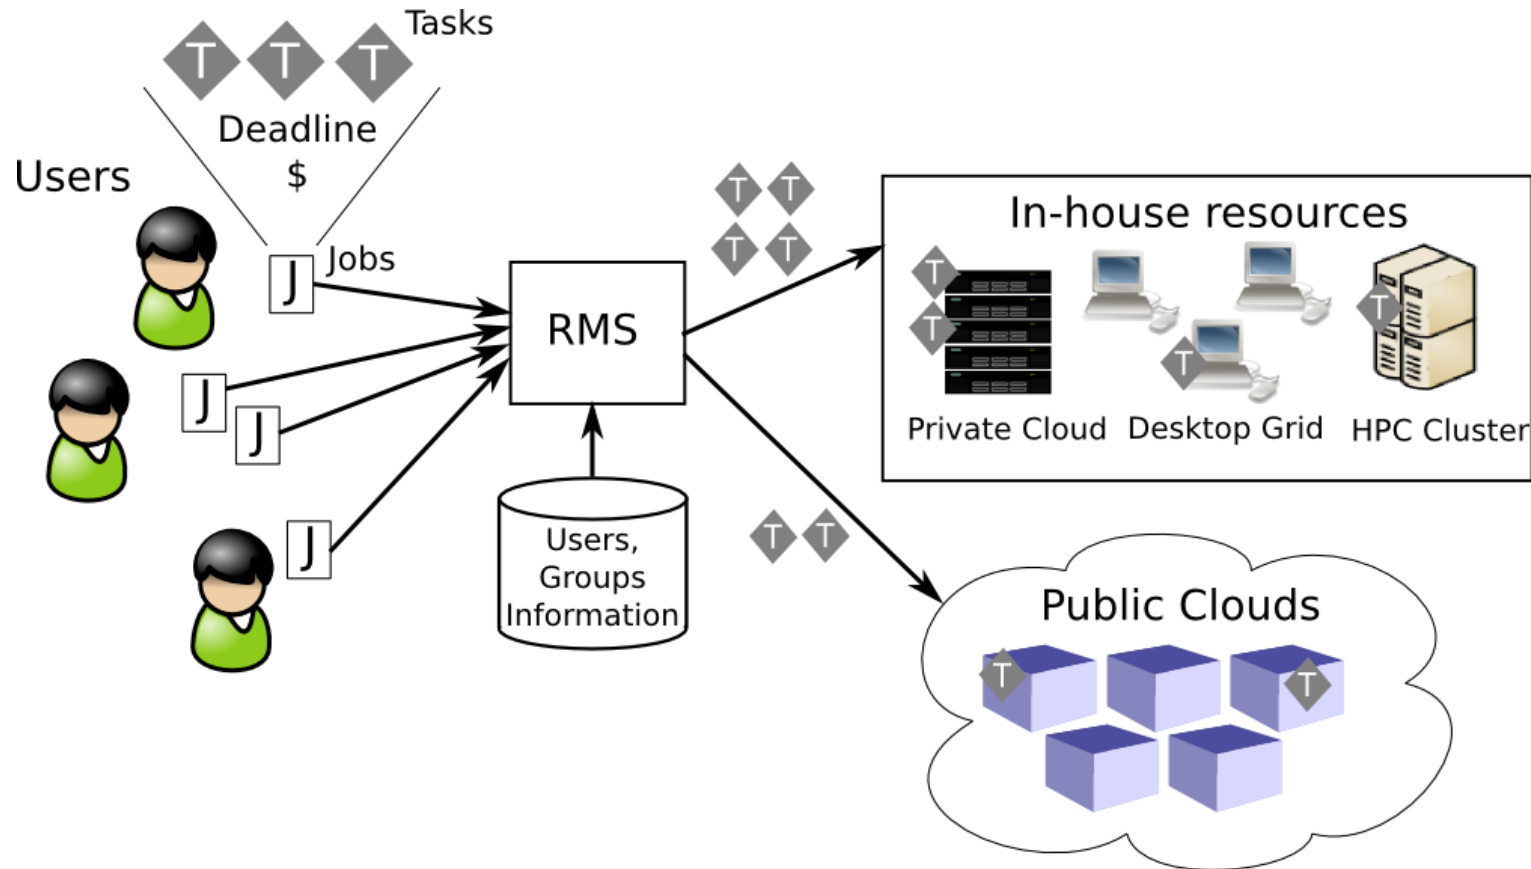 Tasks
T T T
Deadline
$
Users
J Jobs
J
J
J
RMS
Users,
Groups
Information
T T
T T
T T
In-house resources
T
T
T
T
Private Cloud Desktop Grid HPC Cluster
Public Clouds
T T